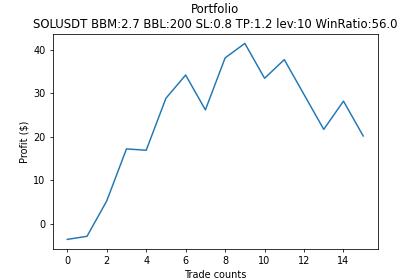 Portfolio
SOLUSDT BBM:2.7 BBL:200 SL:0.8 TP:1.2 lev:10 WinRatio:56.0
40
30
20
10
0
Profit ($)
0 2 4 6 8 10 12 14
Trade counts